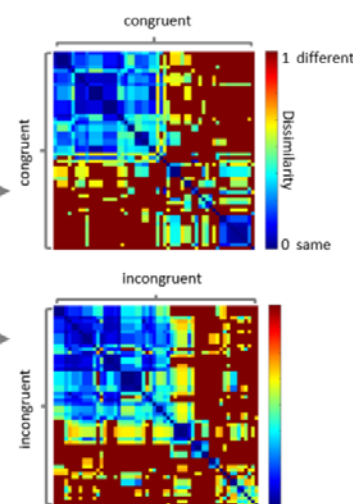 congruent
congruent
1 different
Dissimilarity
0 same
incongruent
incongruent